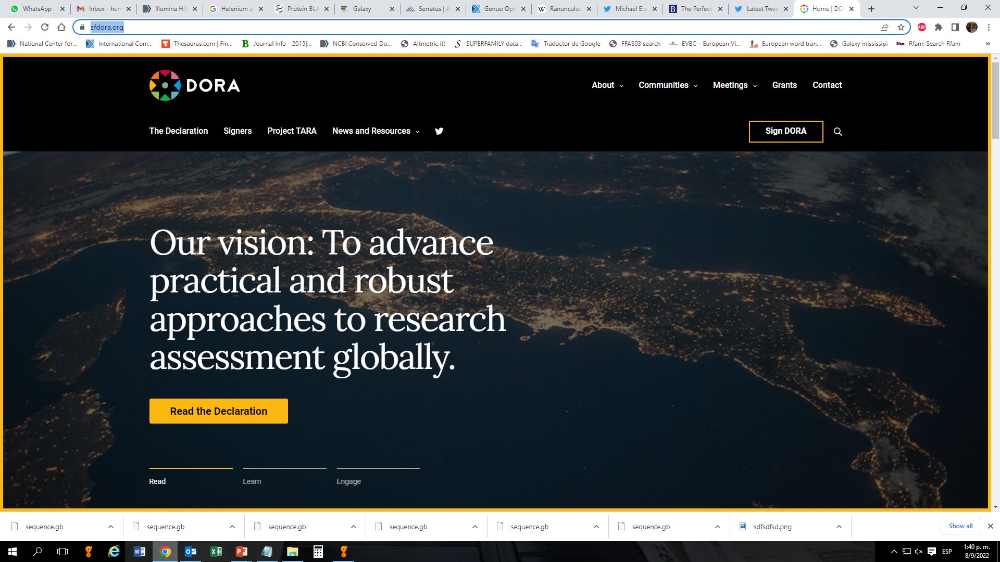 WhatsApp
Inbox - hum
Illumina HiS
Helenium a
Protein BLA
Galaxy
Serratus | A
Genus: Oph
Ranunculus
Michael Eise
The Perfect
Latest Twee
Home | DO
sfdora.org
ABP
National Center for...
International Com...
Thesaurus.com | Fin...
Journal Info - 2015|...
NCBI Conserved Do...
Altmetric it!
SUPERFAMILY data...
Traductor de Google
FFAS03 search
EVBC – European Vi...
European word tran...
Galaxy mississipi
Rfam: Search Rfam
DORA
About
Communities
Meetings
Grants
Contact
The Declaration
Signers
Project TARA
News and Resources
Sign DORA
Our vision: To advance
practical and robust
approaches to research
assessment globally.
Read the Declaration
Read
Learn
Engage
sequence.gb
sequence.gb
sequence.gb
sequence.gb
sequence.gb
sequence.gb
sdfsdfsd.png
Show all
ESP
1:40 p. m.
8/9/2022